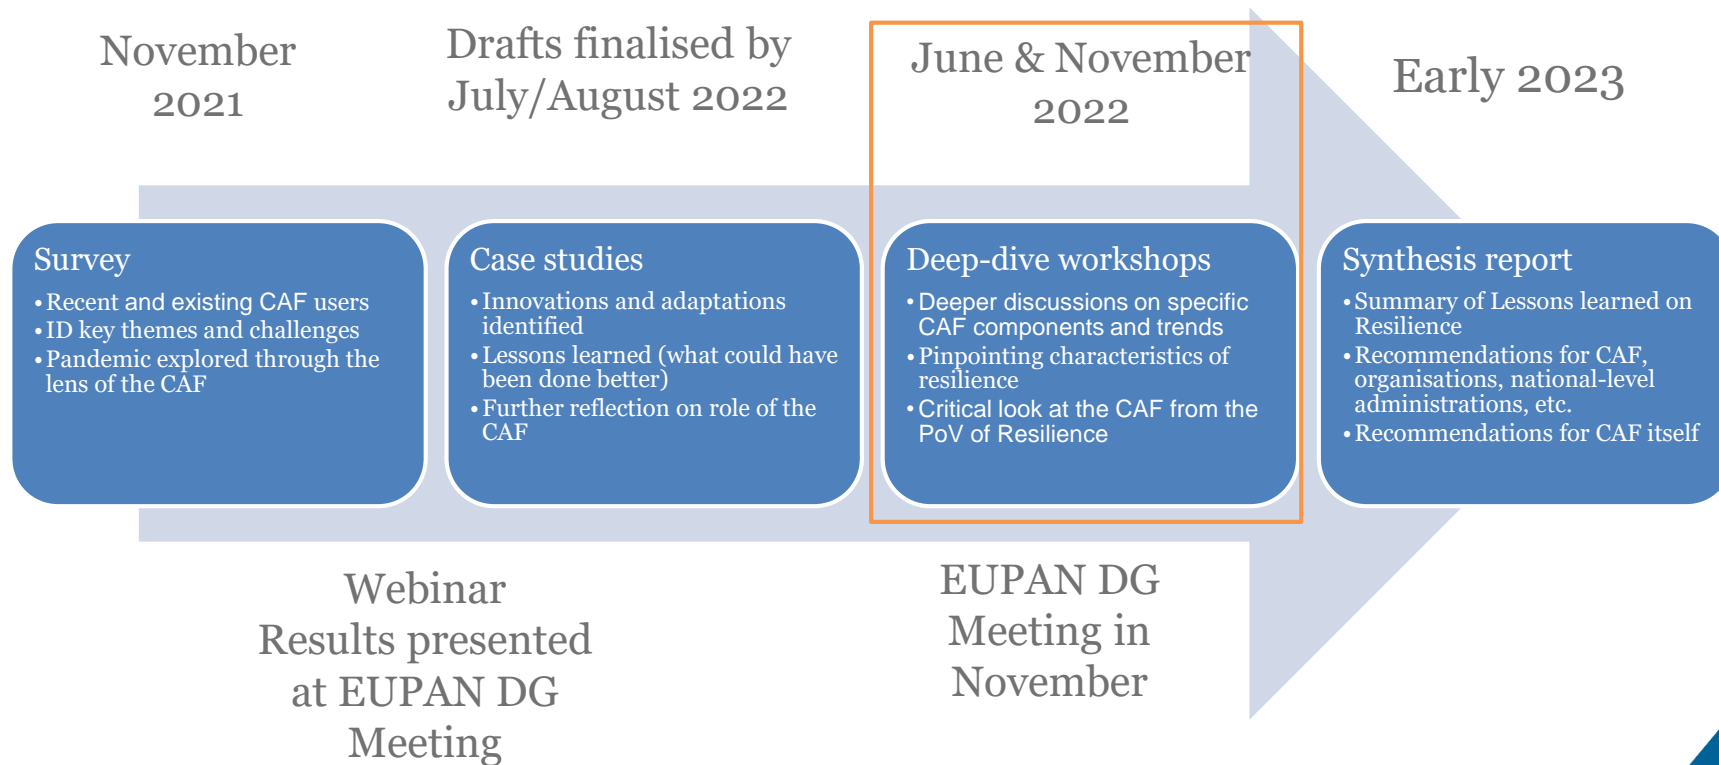 November
2021
Drafts finalised by
July/August 2022
June & November
2022
Early 2023
Survey
• Recent and existing CAF users
• ID key themes and challenges
• Pandemic explored through the
lens of the CAF
Case studies
• Innovations and adaptations
identified
• Lessons learned (what could have
been done better)
• Further reflection on role of the
CAF
Deep-dive workshops
• Deeper discussions on specific
CAF components and trends
• Pinpointing characteristics of
resilience
• Critical look at the CAF from the
PoV of Resilience
Synthesis report
• Summary of Lessons learned on
Resilience
• Recommendations for CAF,
organisations, national-level
administrations, etc.
• Recommendations for CAF itself
Webinar
Results presented
at EUPAN DG
Meeting
EUPAN DG
Meeting in
November